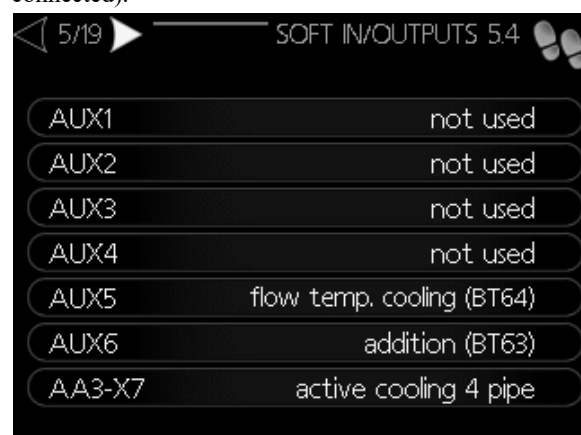 connected).
5/19 SOFT IN/OUTPUTS 5.4
AUX1 not used
AUX2 not used
AUX3 not used
AUX4 not used
AUX5 flow temp. cooling (BT64)
AUX6 addition (BT63)
AA3-X7 active cooling 4 pipe